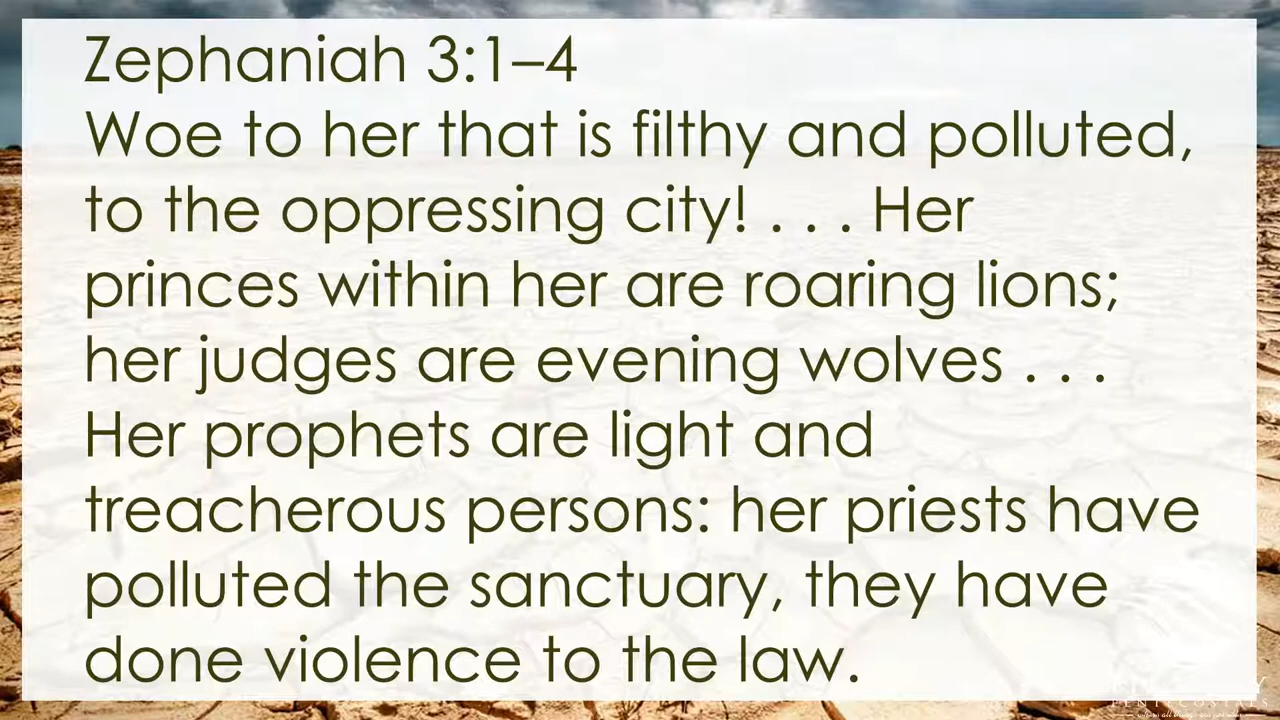 Zephaniah 3:1–4
Woe to her that is filthy and polluted,
to the oppressing city! . . . Her
princes within her are roaring lions;
her judges are evening wolves . . .
Her prophets are light and
treacherous persons: her priests have
polluted the sanctuary, they have
done violence to the law.
PENTECOSTALS